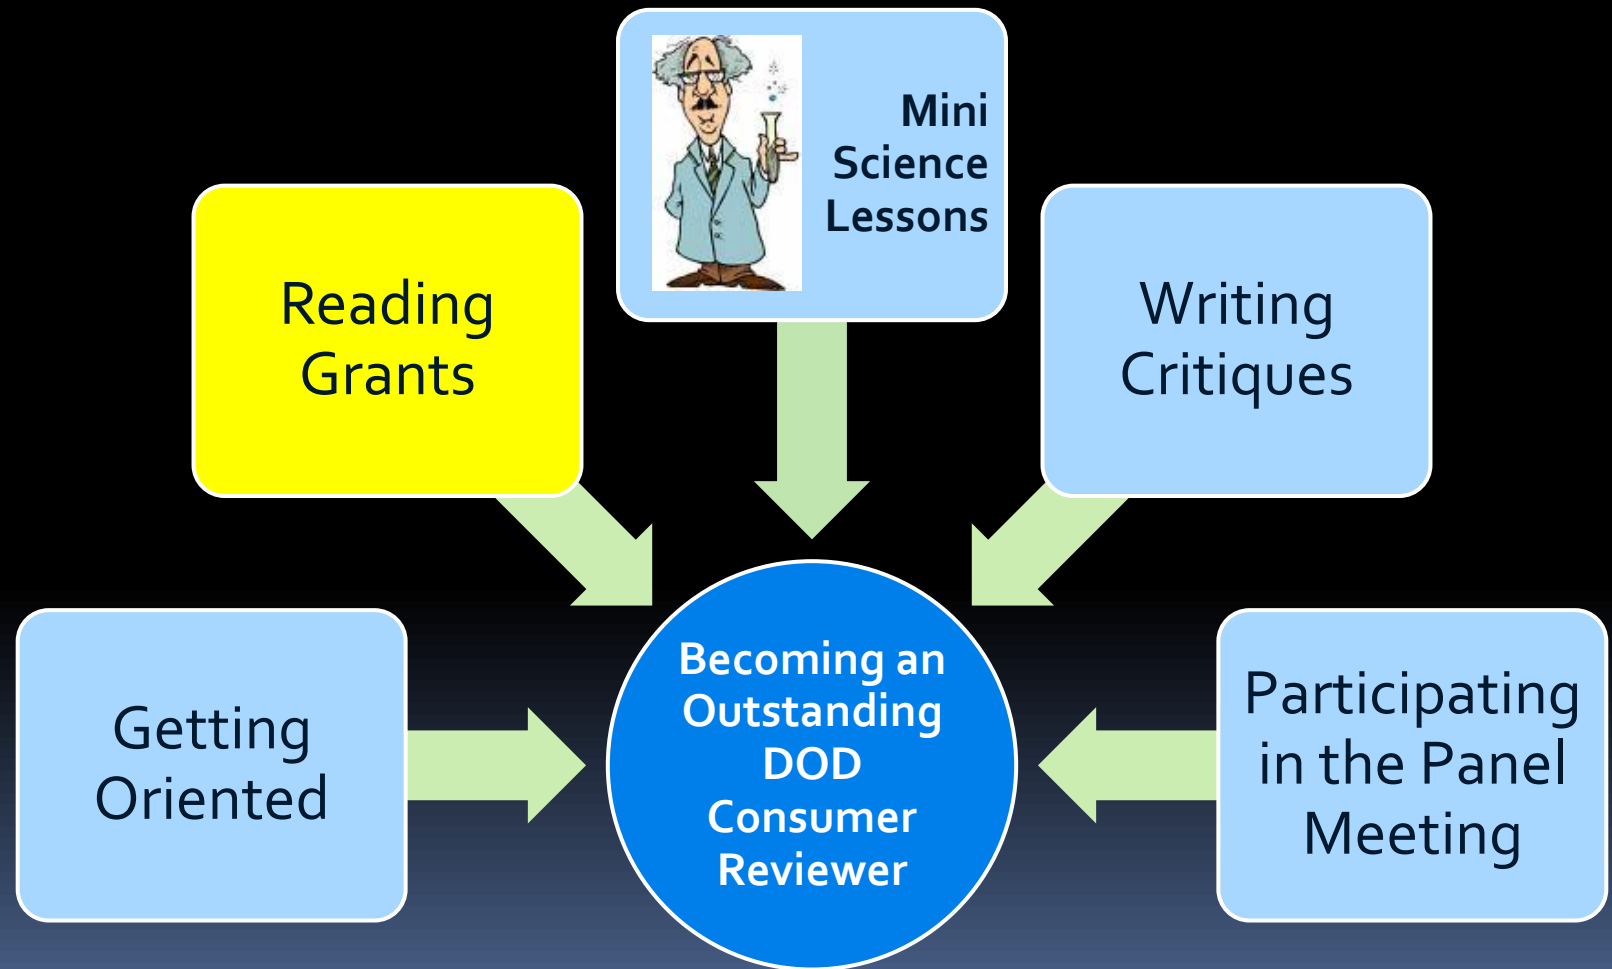 Mini
Science
Lessons
Reading
Grants
Writing
Critiques
Getting
Oriented
Becoming an
Outstanding
DOD
Consumer
Reviewer
Participating
in the Panel
Meeting